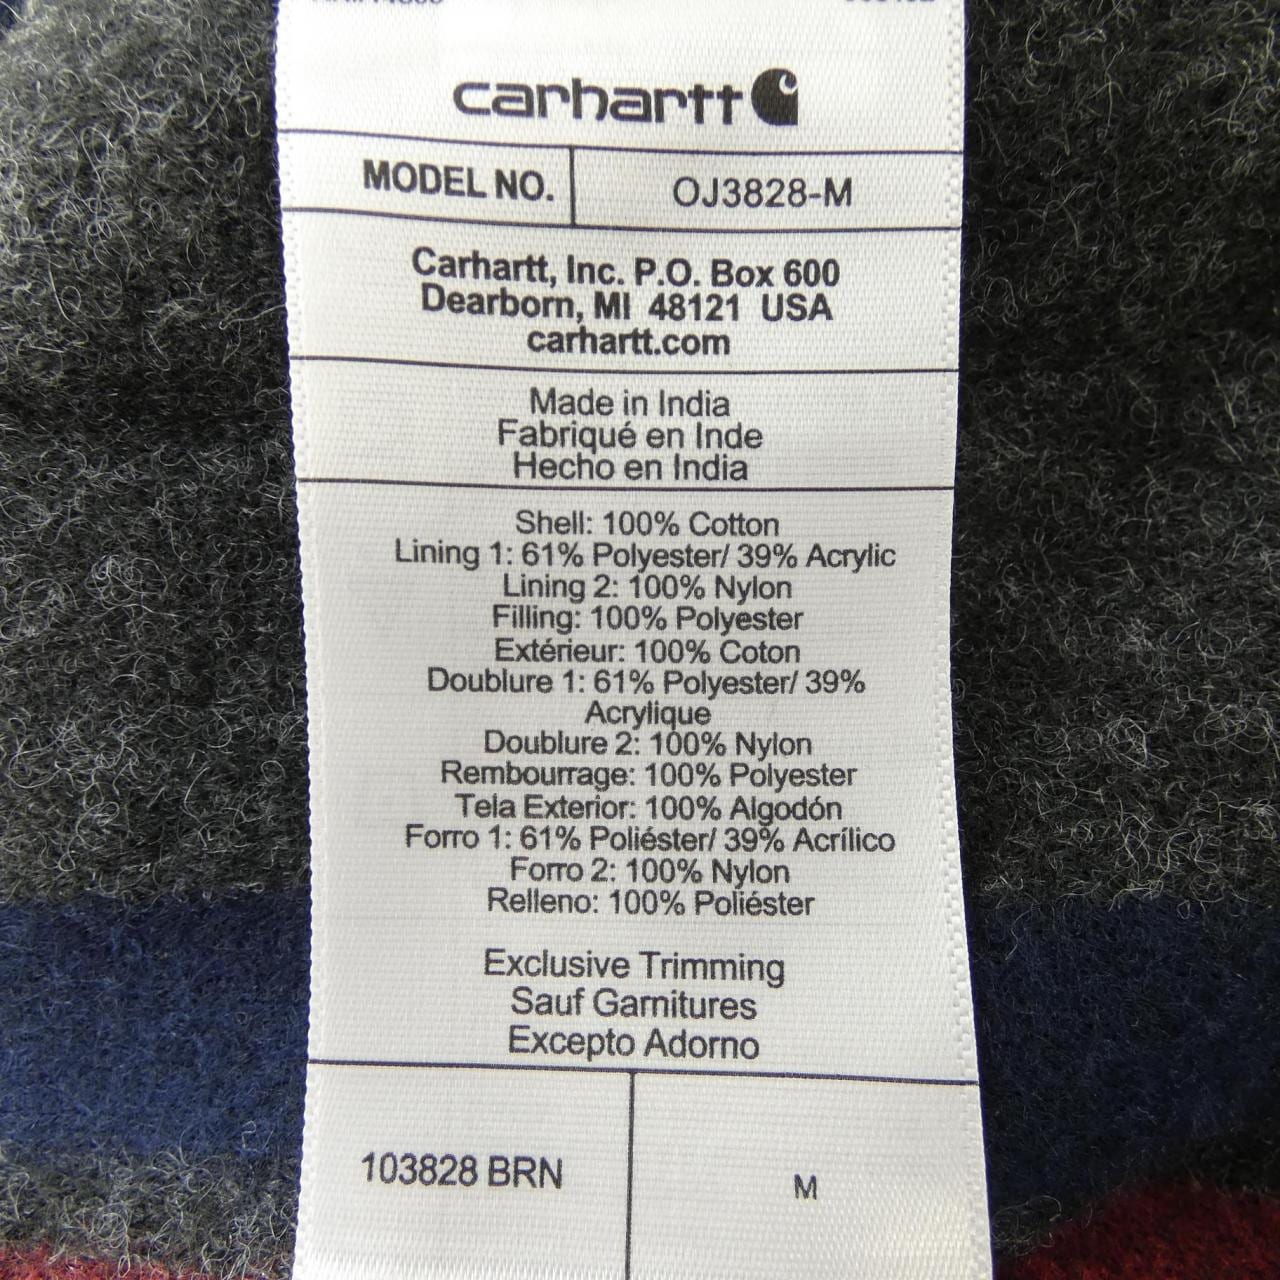 carhartt
MODEL NO. OJ3828-M
Carhartt, Inc. P.O. Box 600
Dearborn, MI 48121 USA
carhartt.com
Made in India
Fabriqué en Inde
Hecho en India
Shell: 100% Cotton
Lining 1: 61% Polyester/ 39% Acrylic
Lining 2: 100% Nylon
Filling: 100% Polyester
Extérieur: 100% Coton
Doublure 1: 61% Polyester/ 39%
Acrylique
Doublure 2: 100% Nylon
Rembourrage: 100% Polyester
Tela Exterior: 100% Algodón
Forro 1: 61% Poliéster/ 39% Acrílico
Forro 2: 100% Nylon
Relleno: 100% Poliéster
Exclusive Trimming
Sauf Garnitures
Excepto Adorno
103828 BRN M